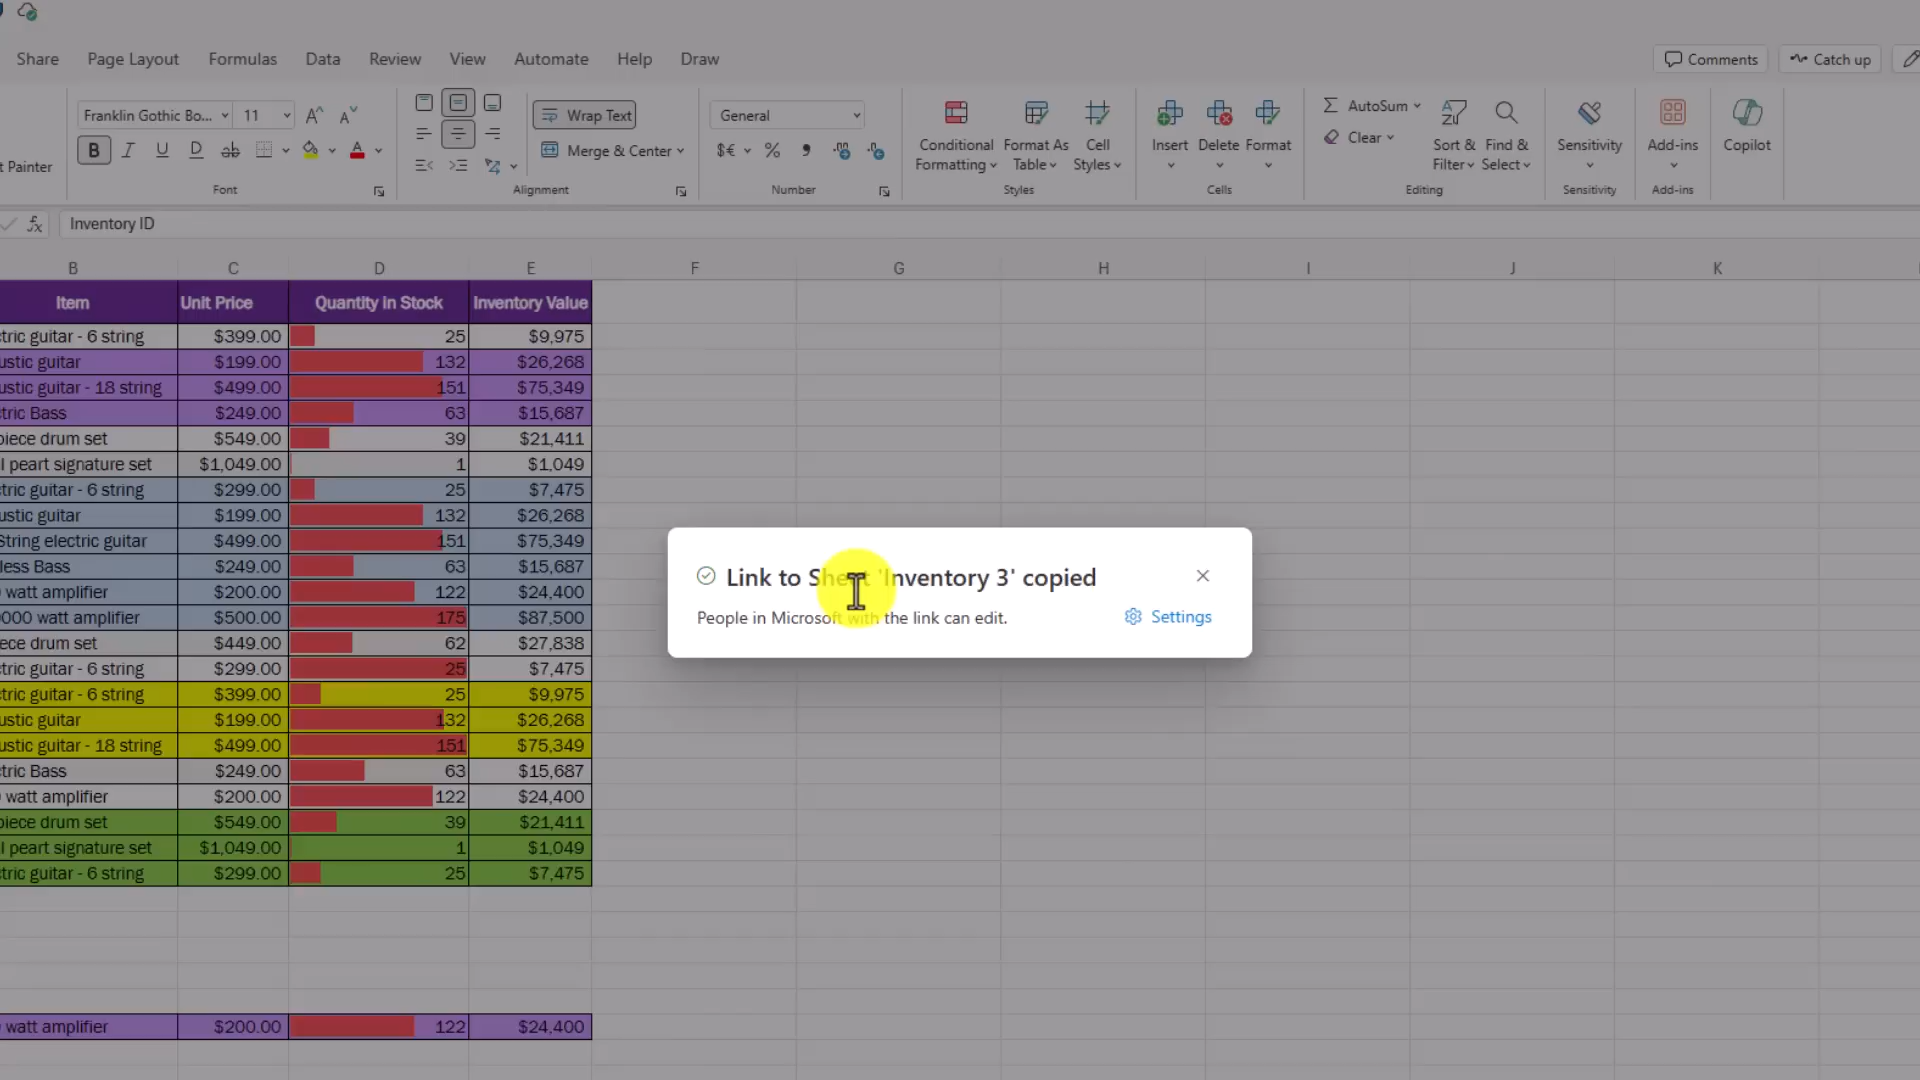 Share Page Layout Formulas Data Review View Automate Help Draw Comments Catch up
Franklin Gothic Bo... 11 Wrap Text General AutoSum
t Painter B I U D ab A Merge & Center $€ % Conditional Formatting Format As Table Cell Styles Insert Delete Format Clear Sort & Filter Find & Select Sensitivity Add-ins Copilot
Font Alignment Number Styles Cells Editing Sensitivity Add-ins
fx Inventory ID
B C D E F G H I J K
Item Unit Price Quantity In Stock Inventory Value
tric guitar - 6 string $399.00 25 $9,975
ustic guitar $199.00 132 $26,268
ustic guitar - 18 string $499.00 151 $75,349
tric Bass $249.00 63 $15,687
piece drum set $549.00 39 $21,411
l peart signature set $1,049.00 1 $1,049
tric guitar - 6 string $299.00 25 $7,475
ustic guitar $199.00 132 $26,268
String electric guitar $499.00 151 $75,349
less Bass $249.00 63 $15,687
watt amplifier $200.00 122 $24,400
000 watt amplifier $500.00 175 $87,500
ece drum set $449.00 62 $27,838
tric guitar - 6 string $299.00 25 $7,475
tric guitar - 6 string $399.00 25 $9,975
ustic guitar $199.00 132 $26,268
ustic guitar - 18 string $499.00 151 $75,349
tric Bass $249.00 63 $15,687
watt amplifier $200.00 122 $24,400
piece drum set $549.00 39 $21,411
l peart signature set $1,049.00 1 $1,049
tric guitar - 6 string $299.00 25 $7,475
watt amplifier $200.00 122 $24,400
Link to Sheet 'Inventory 3' copied
People in Microsoft with the link can edit. Settings